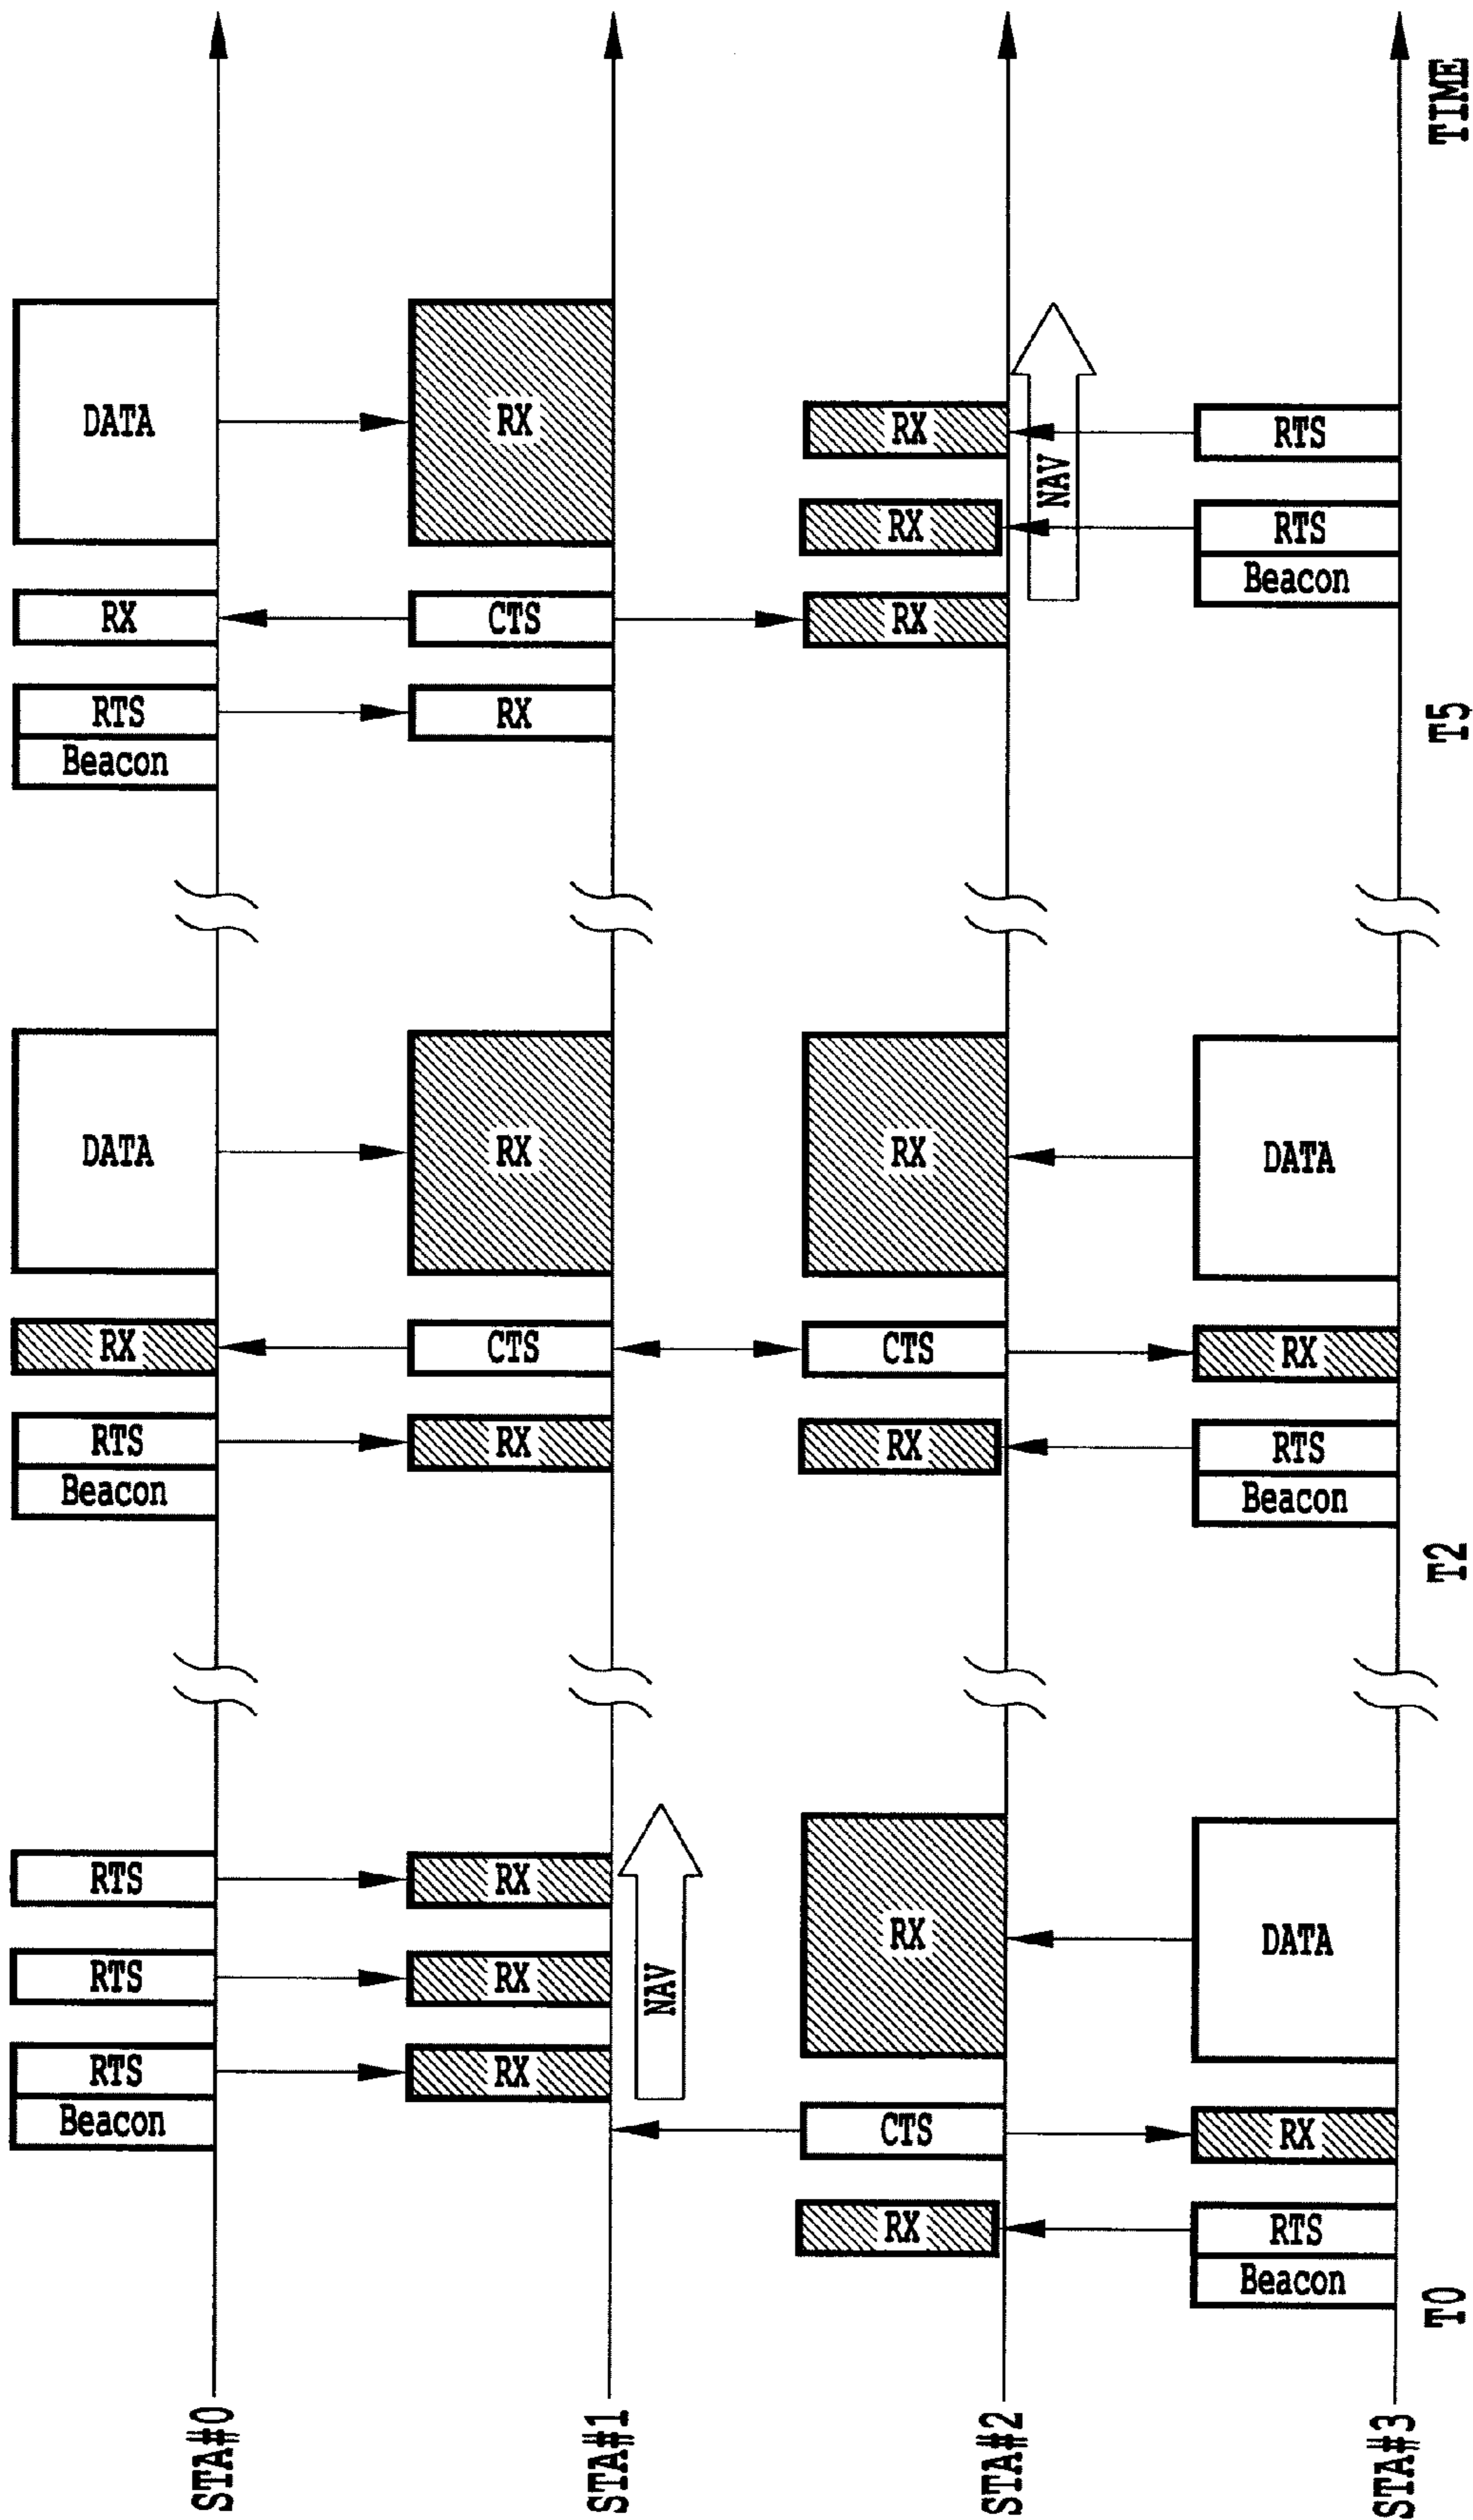 STA#0 Beacon RTS RTS RTS Beacon RTS RX DATA Beacon RTS RX DATA
STA#1 RX RX RX RX CTS RX RX CTS RX
NAV
STA#2 RX CTS RX RX CTS RX RX RX RX
NAV
STA#3 Beacon RTS RX DATA Beacon RTS RX DATA Beacon RTS RTS
T0 T2 T5 TIME